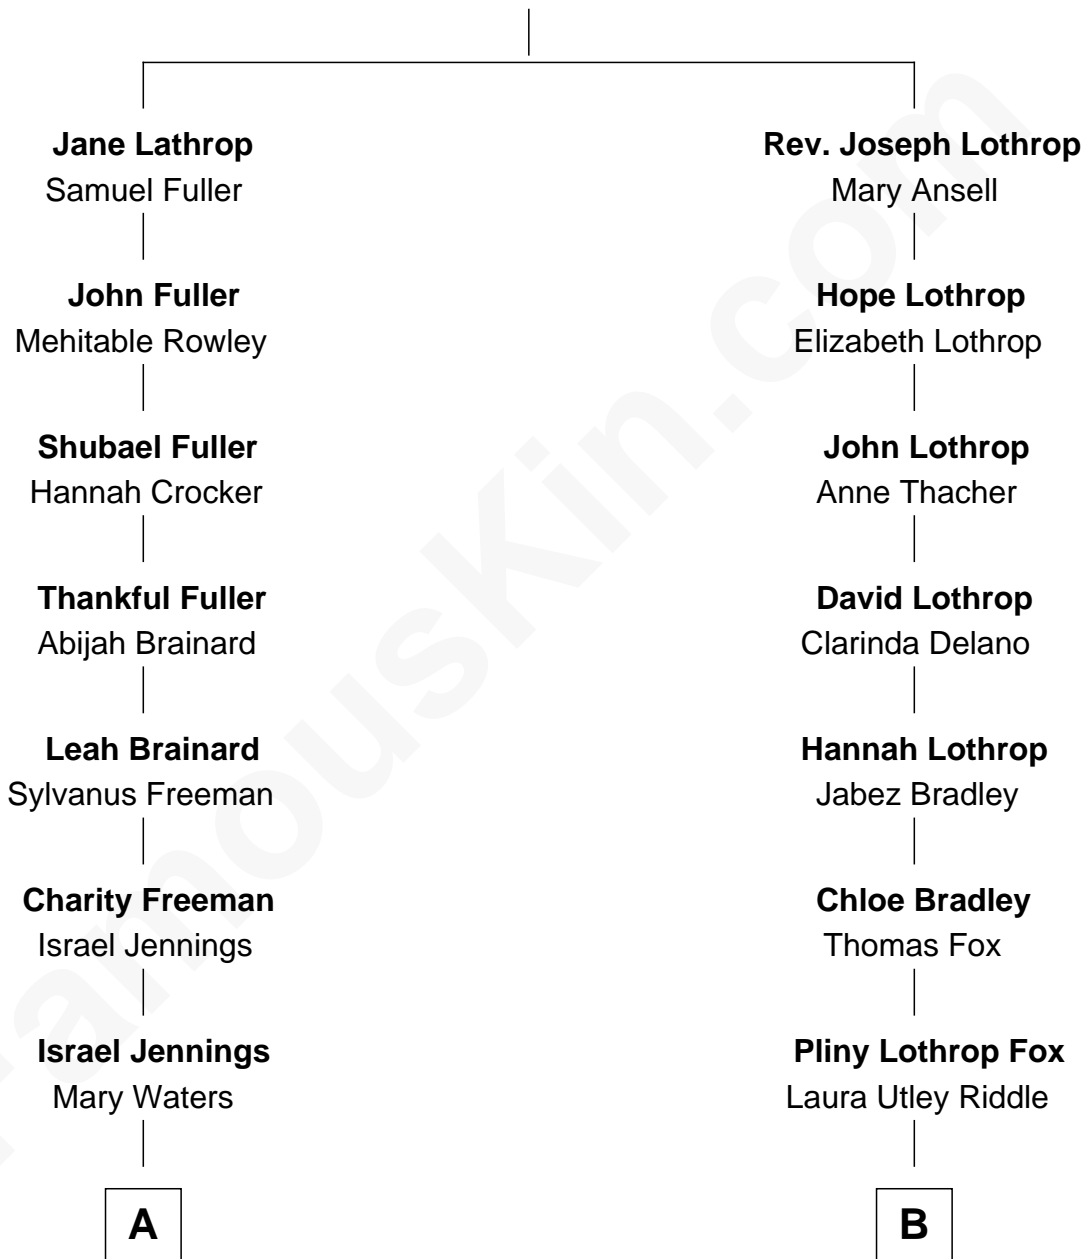 Jane Lathrop
Samuel Fuller
John Fuller
Mehitable Rowley
Shubael Fuller
Hannah Crocker
Thankful Fuller
Abijah Brainard
Leah Brainard
Sylvanus Freeman
Charity Freeman
Israel Jennings
Israel Jennings
Mary Waters
A
Rev. Joseph Lothrop
Mary Ansell
Hope Lothrop
Elizabeth Lothrop
John Lothrop
Anne Thacher
David Lothrop
Clarinda Delano
Hannah Lothrop
Jabez Bradley
Chloe Bradley
Thomas Fox
Pliny Lothrop Fox
Laura Utley Riddle
B
FamousKin.com